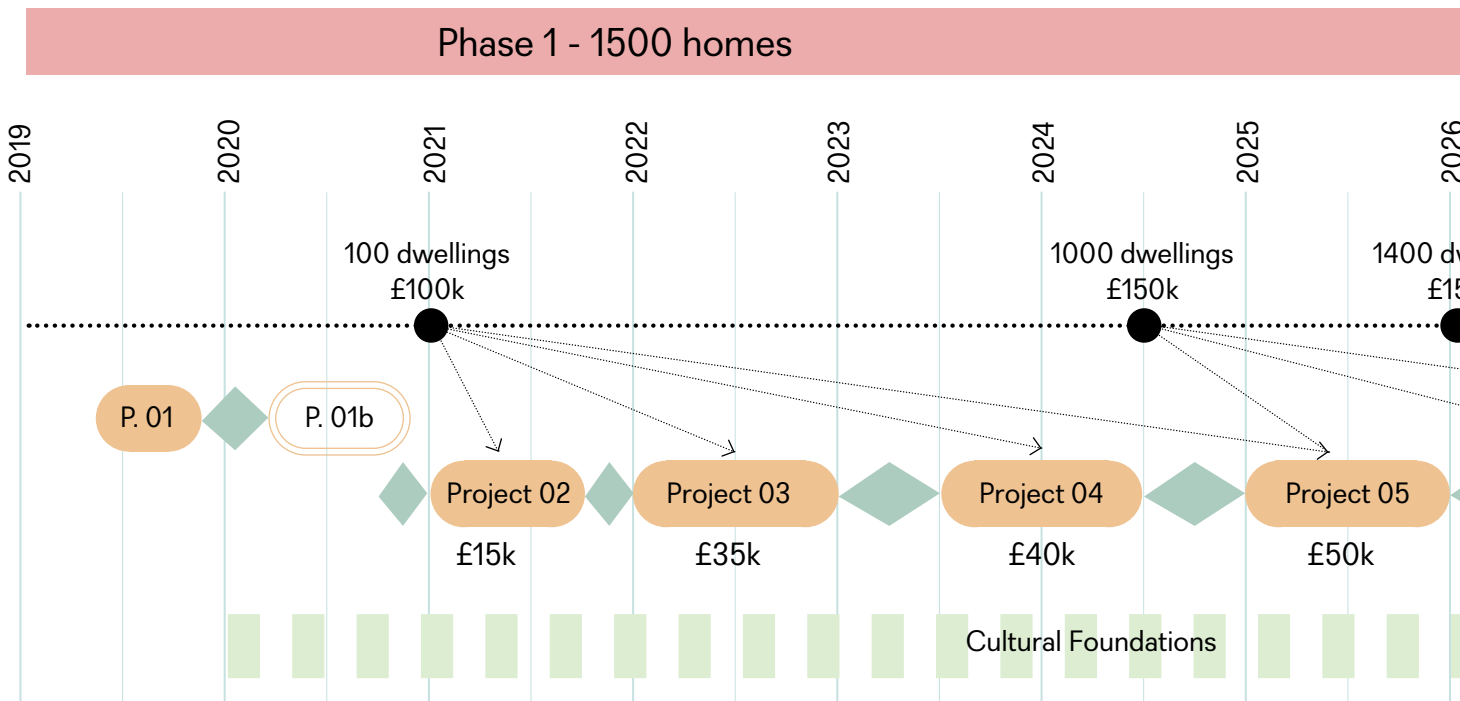 Phase 1 - 1500 homes
2019
2020
2021
2022
2023
2024
2025
2026
100 dwellings
£100k
1000 dwellings
£150k
1400
P. 01
P. 01b
Project 02
Project 03
Project 04
Project 05
£15k
£35k
£40k
£50k
Cultural Foundations